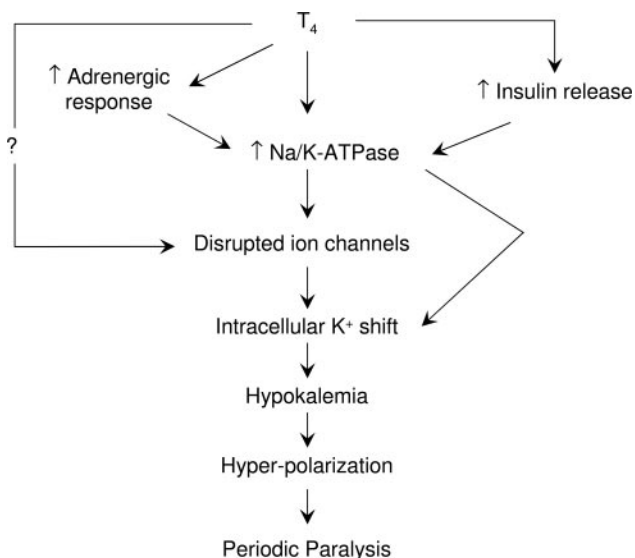 T₄
↑ Adrenergic
response
↑ Insulin release
?
↑ Na/K-ATPase
Disrupted ion channels
Intracellular K⁺ shift
Hypokalemia
Hyper-polarization
Periodic Paralysis